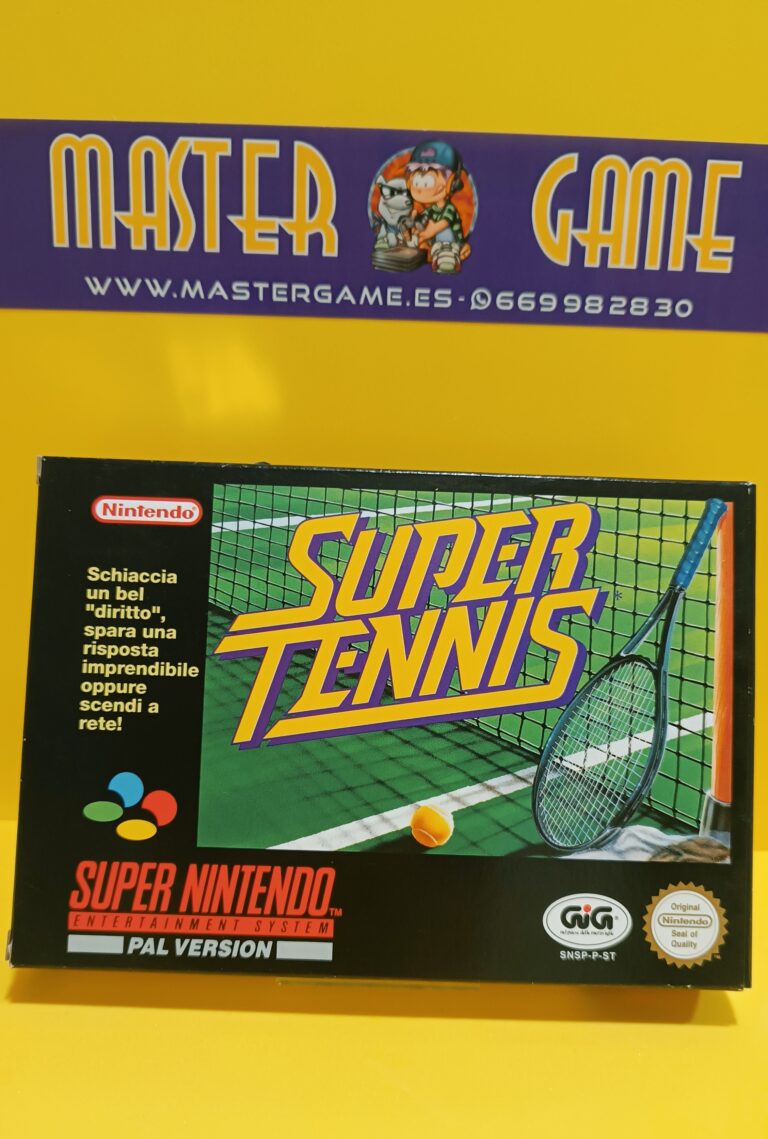 MASTER GAME
WWW.MASTERGAME.ES-669982830
Nintendo
Schiaccia
un bel
"diritto",
spara una
risposta
imprendibile
oppure
scendi a
rete!
SUPER
TENNIS*
SUPER NINTENDO™
ENTERTAINMENT SYSTEM
PAL VERSION
GiG®
SNSP-P-ST
Original
Nintendo
Seal of
Quality